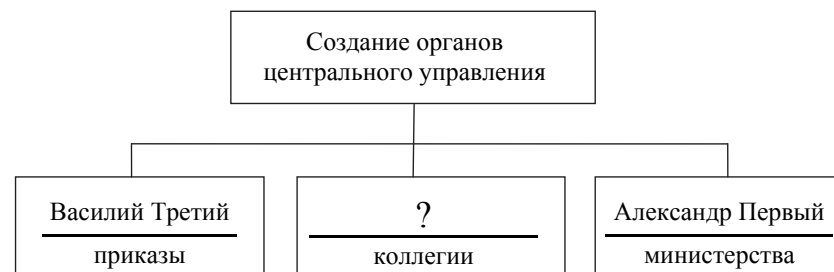 Создание органов
центрального управления
Василий Третий
приказы
?
коллегии
Александр Первый
министерства